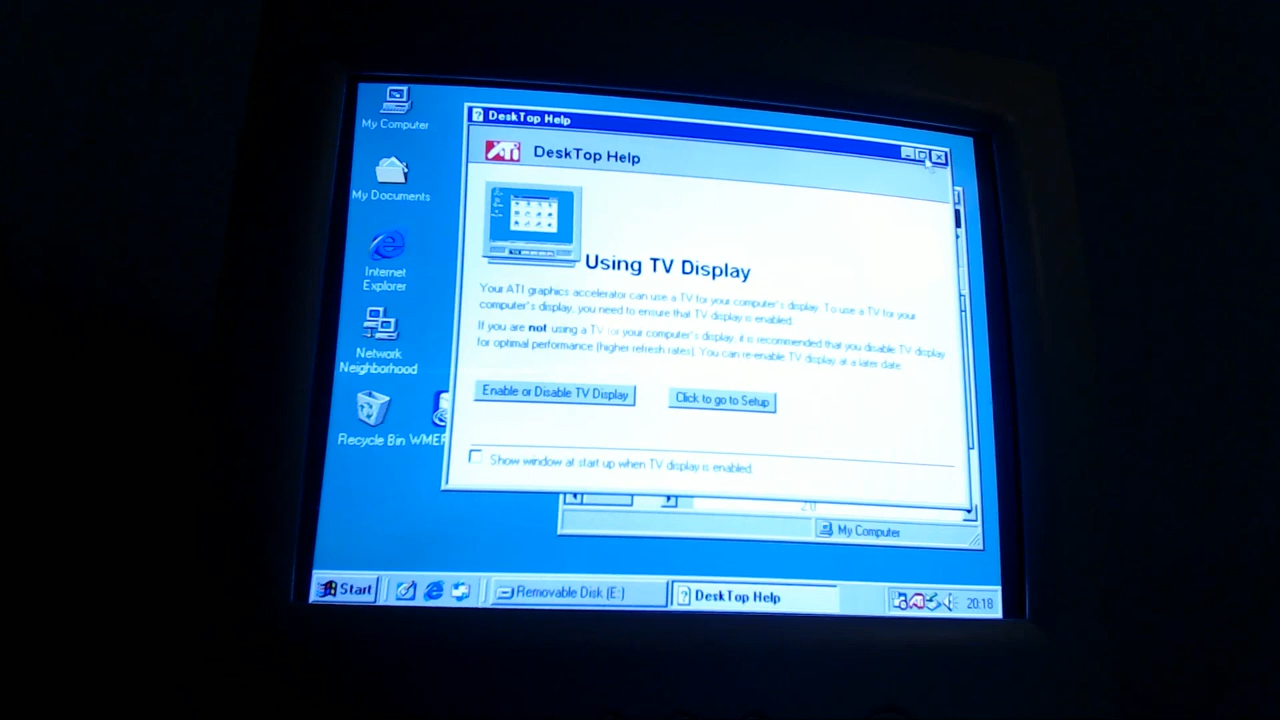 My Computer
My Documents
Internet
Explorer
Network
Neighborhood
Recycle Bin
DeskTop Help
ATI
DeskTop Help
Using TV Display
Your ATI graphics accelerator can use a TV for your computer's display. To use a TV for your
computer's display, you need to ensure that TV display is enabled.
If you are not using a TV for your computer's display, it is recommended that you disable TV display
for optimal performance (higher refresh rates). You can re-enable TV display at a later date.
Enable or Disable TV Display
Click to go to Setup
Show window at start up when TV display is enabled.
My Computer
Start
Removable Disk (E:)
DeskTop Help
20:18